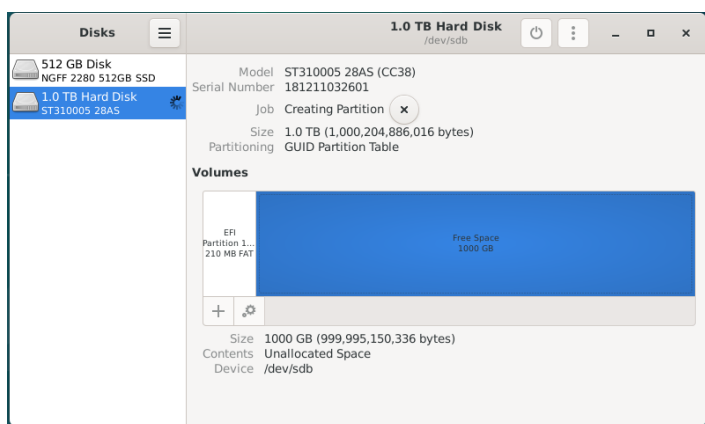 Disks
1.0 TB Hard Disk
/dev/sdb
512 GB Disk
NGFF 2280 512GB SSD
1.0 TB Hard Disk
ST310005 28AS
Model ST310005 28AS (CC38)
Serial Number 181211032601
Job Creating Partition
Size 1.0 TB (1,000,204,886,016 bytes)
Partitioning GUID Partition Table
Volumes
EFI
Partition 1...
210 MB FAT
Free Space
1000 GB
Size 1000 GB (999,995,150,336 bytes)
Contents Unallocated Space
Device /dev/sdb